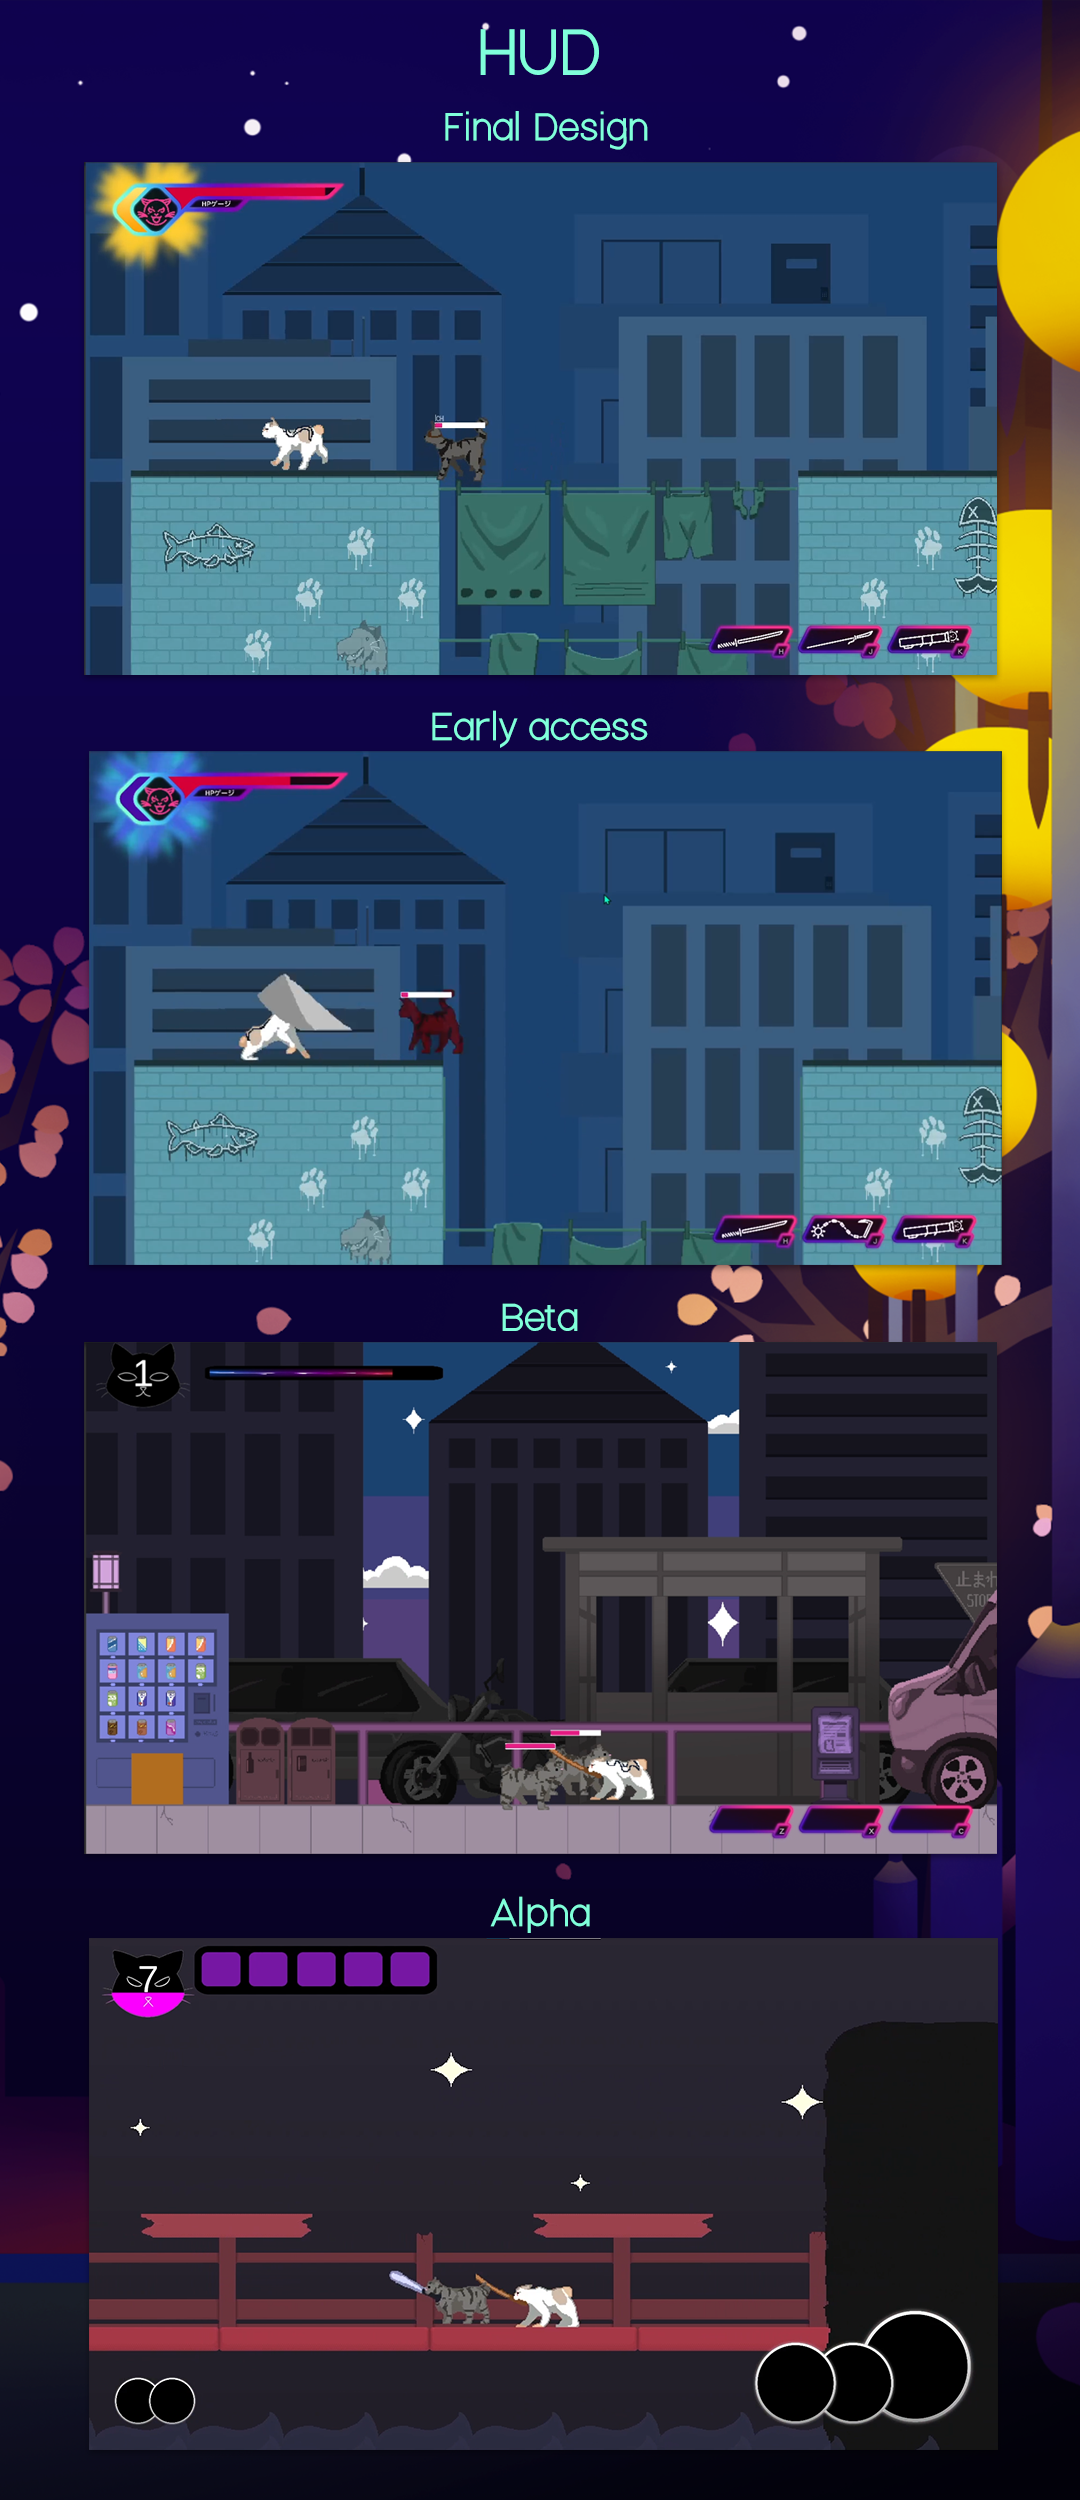 HUD
Final Design
HPゲージ
H
J
K
Early access
HPゲージ
H
J
K
Beta
1
止まれ
STOP
Z
X
C
Alpha
7